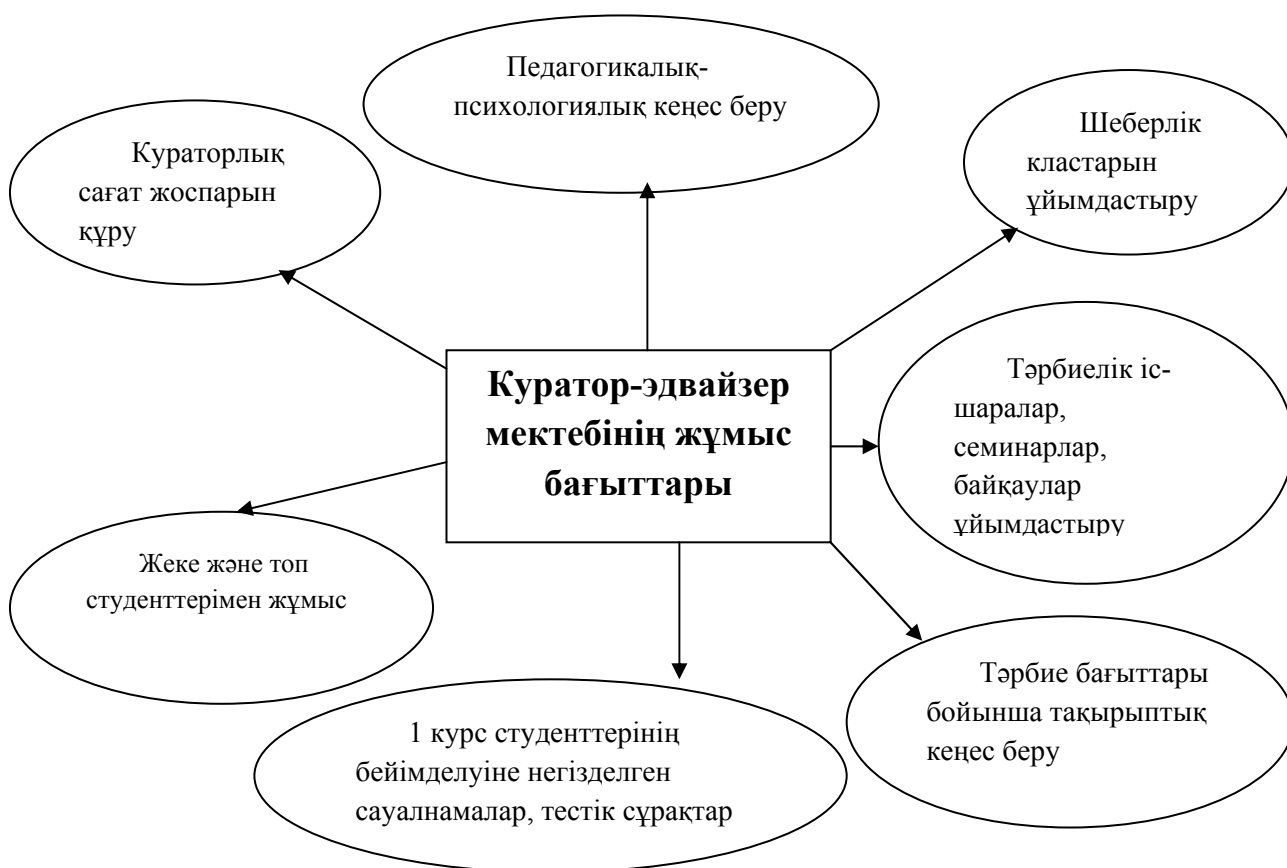 Педагогикалық-
психологиялық кеңес беру
Кураторлық
сағат жоспарын
құру
Шеберлік
кластарын
ұйымдастыру
Куратор-эдвайзер
мектебінің жұмыс
бағыттары
Тәрбиелік іс-
шаралар,
семинарлар,
байқаулар
ұйымдастыру
Жеке және топ
студенттерімен жұмыс
1 курс студенттерінің
бейімделуіне негізделген
сауалнамалар, тестік сұрақтар
Тәрбие бағыттары
бойынша тақырыптық
кеңес беру